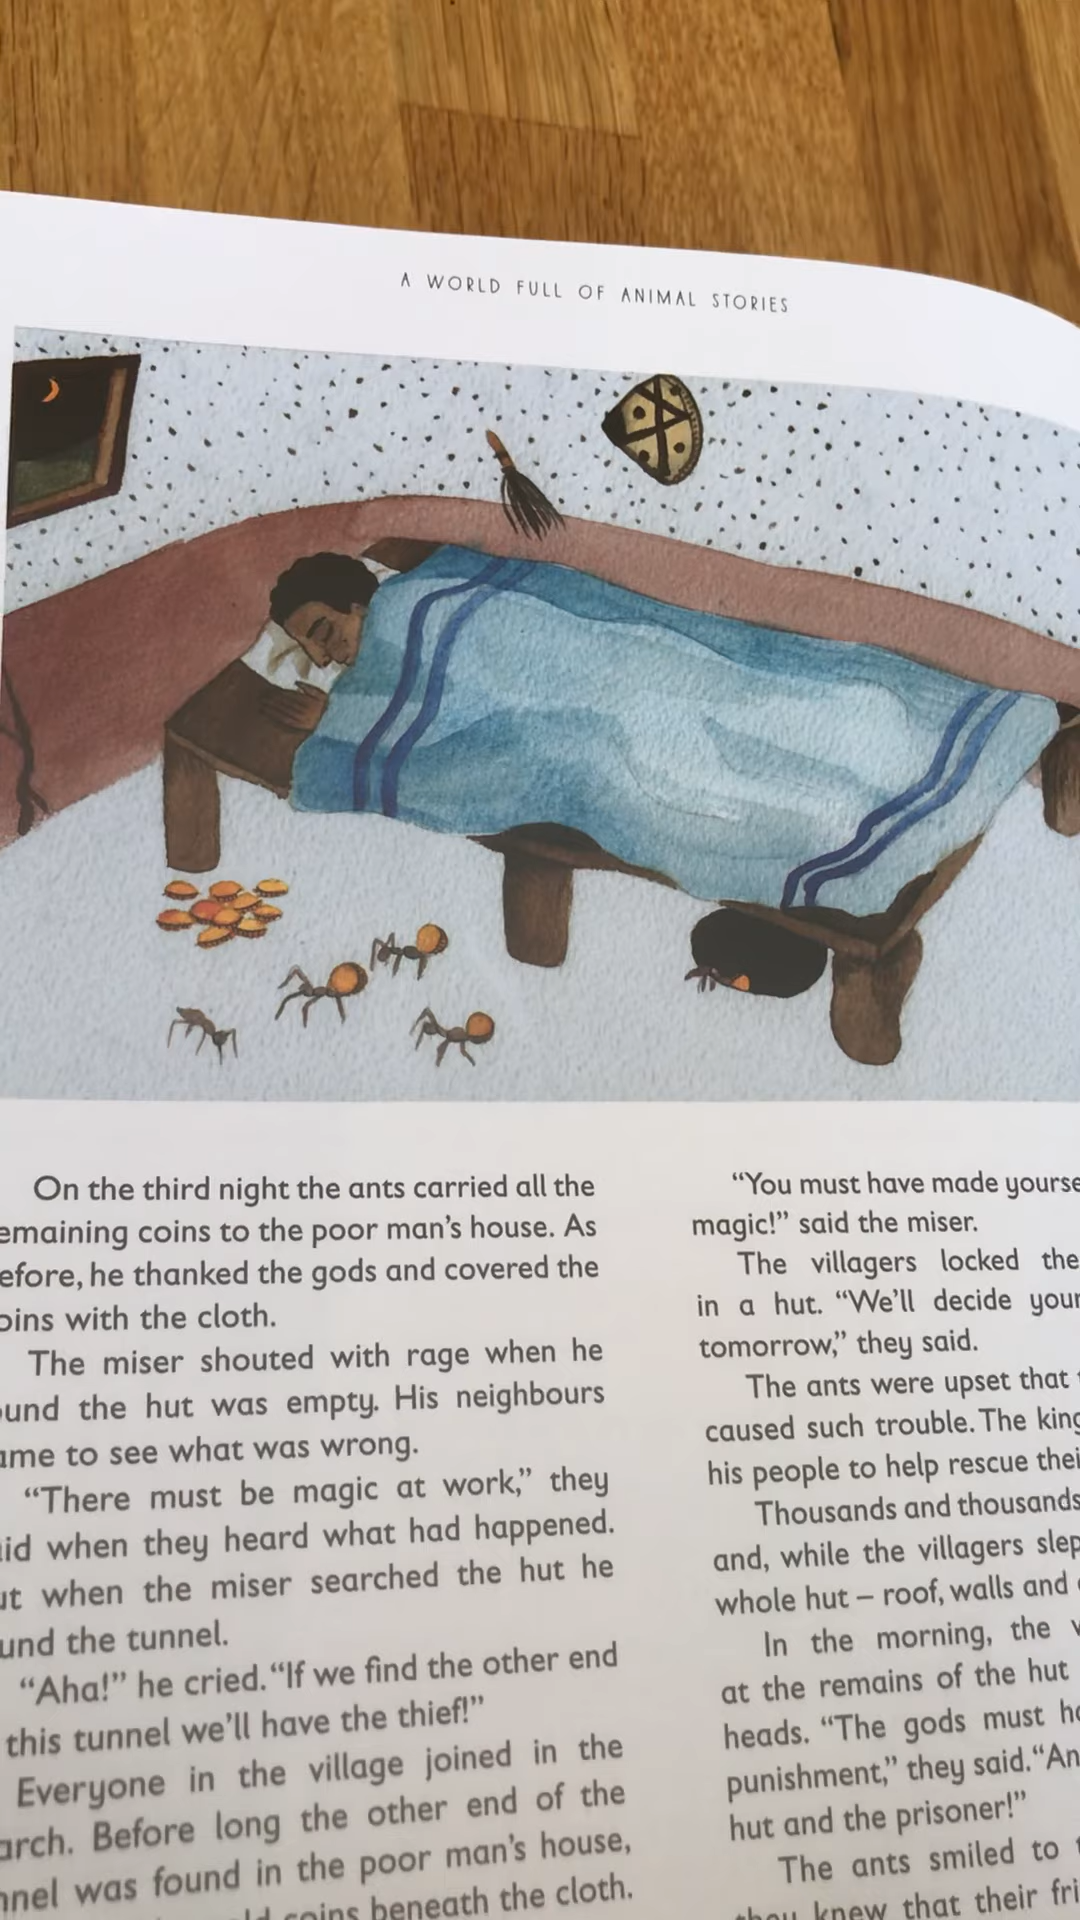 A WORLD FULL OF ANIMAL STORIES
On the third night the ants carried all the
emaining coins to the poor man's house. As
efore, he thanked the gods and covered the
oins with the cloth.
The miser shouted with rage when he
und the hut was empty. His neighbours
ame to see what was wrong.
“There must be magic at work,” they
id when they heard what had happened.
ut when the miser searched the hut he
und the tunnel.
“Aha!” he cried. “If we find the other end
this tunnel we'll have the thief!”
Everyone in the village joined in the
arch. Before long the other end of the
nnel was found in the poor man's house,
coins beneath the cloth.
“You must have made yourse
magic!” said the miser.
The villagers locked the
in a hut. “We'll decide your
tomorrow,” they said.
The ants were upset that
caused such trouble. The king
his people to help rescue thei
Thousands and thousands
and, while the villagers slep
whole hut – roof, walls and
In the morning, the v
at the remains of the hut
heads. “The gods must ha
punishment,” they said. “An
hut and the prisoner!”
The ants smiled to
they knew that their fri